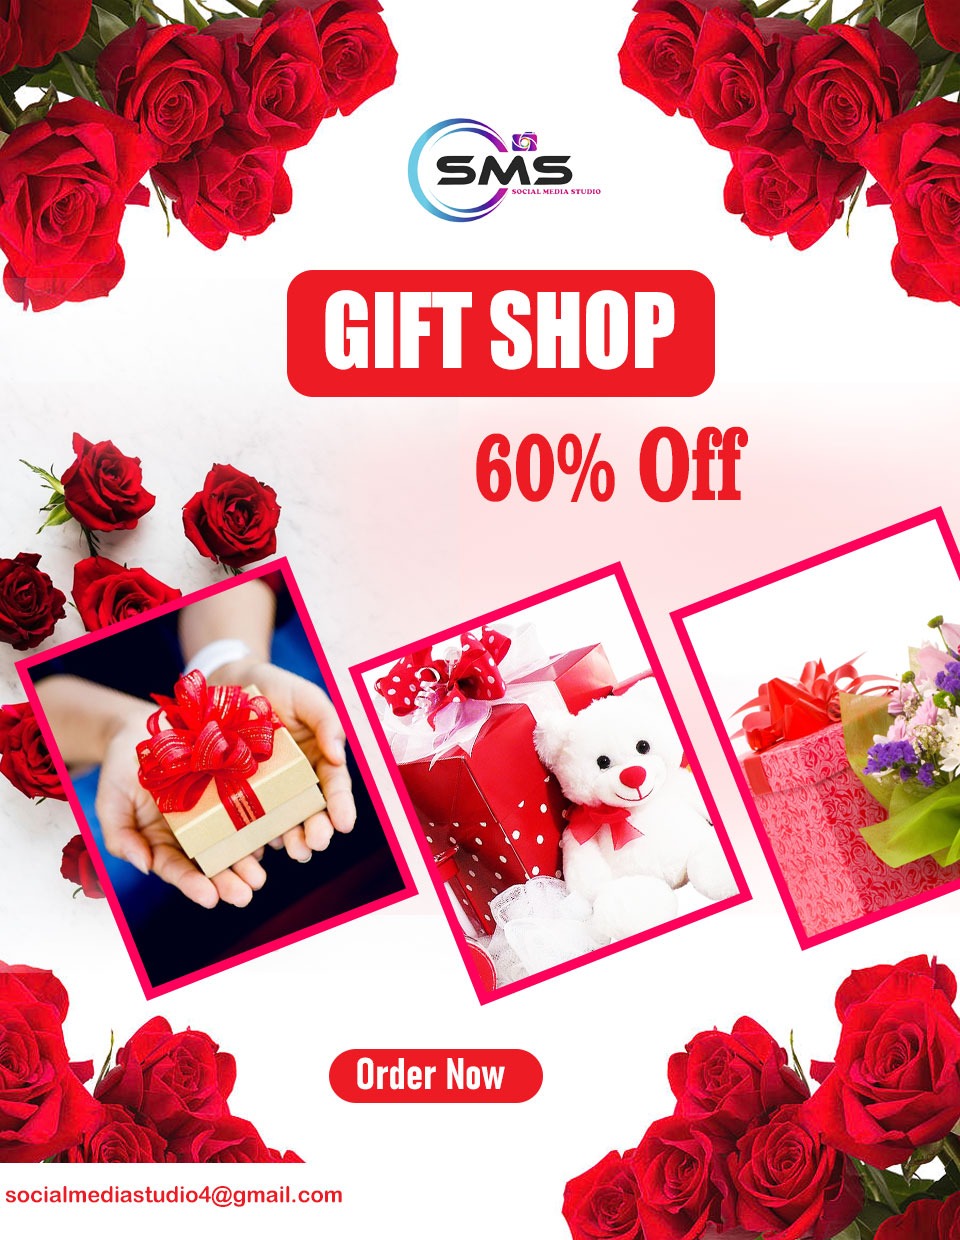 SMS
SOCIAL MEDIA STUDIO
GIFT SHOP
60% Off
Order Now
socialmediastudio4@gmail.com